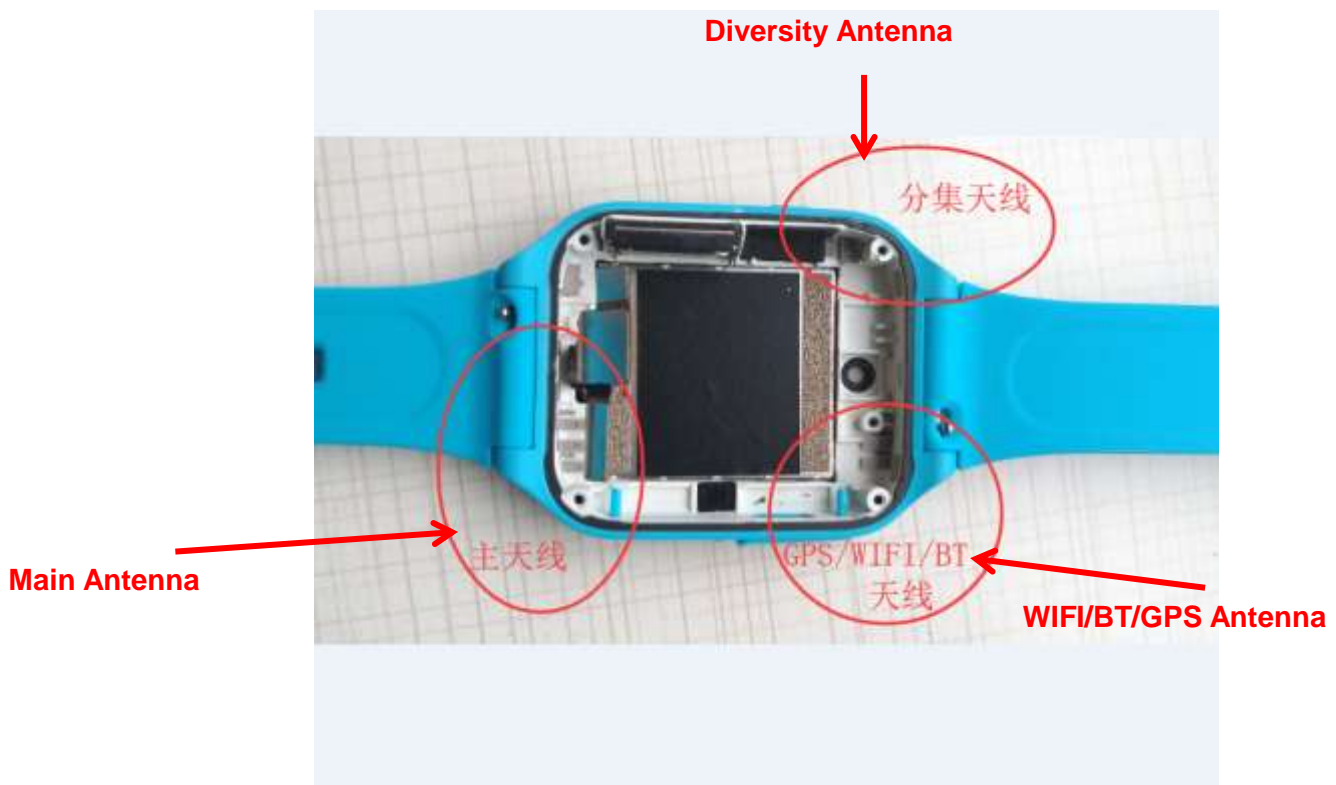 Diversity Antenna
分集天线
主天线
GPS/WIFI/BT
天线
Main Antenna
WIFI/BT/GPS Antenna